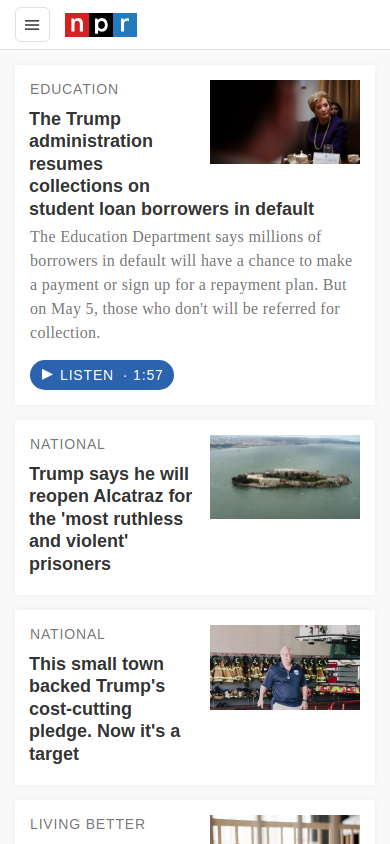 npr
EDUCATION
The Trump
administration
resumes
collections on
student loan borrowers in default
The Education Department says millions of
borrowers in default will have a chance to make
a payment or sign up for a repayment plan. But
on May 5, those who don't will be referred for
collection.
LISTEN · 1:57
NATIONAL
Trump says he will
reopen Alcatraz for
the 'most ruthless
and violent'
prisoners
NATIONAL
This small town
backed Trump's
cost-cutting
pledge. Now it's a
target
LIVING BETTER